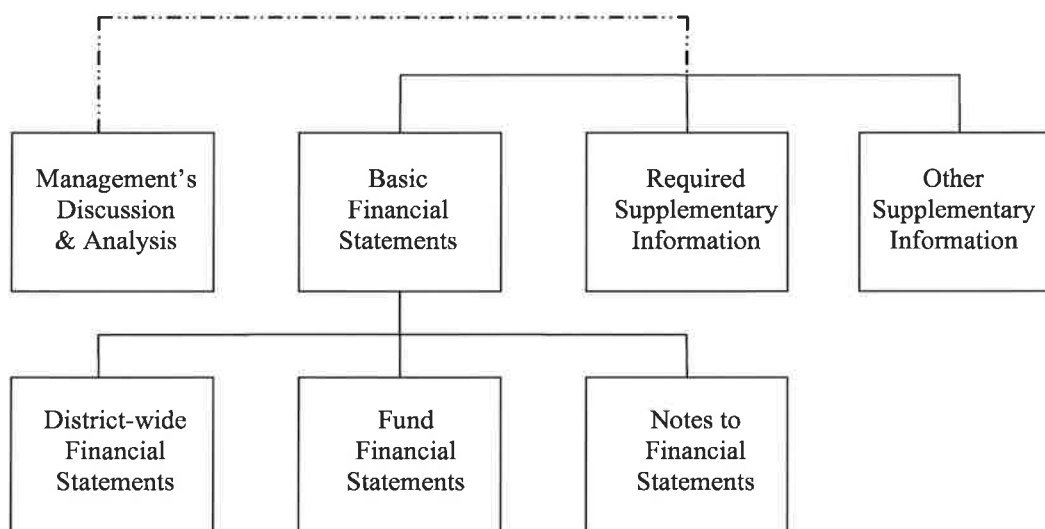 Management's
Discussion
& Analysis
Basic
Financial
Statements
Required
Supplementary
Information
Other
Supplementary
Information
District-wide
Financial
Statements
Fund
Financial
Statements
Notes to
Financial
Statements